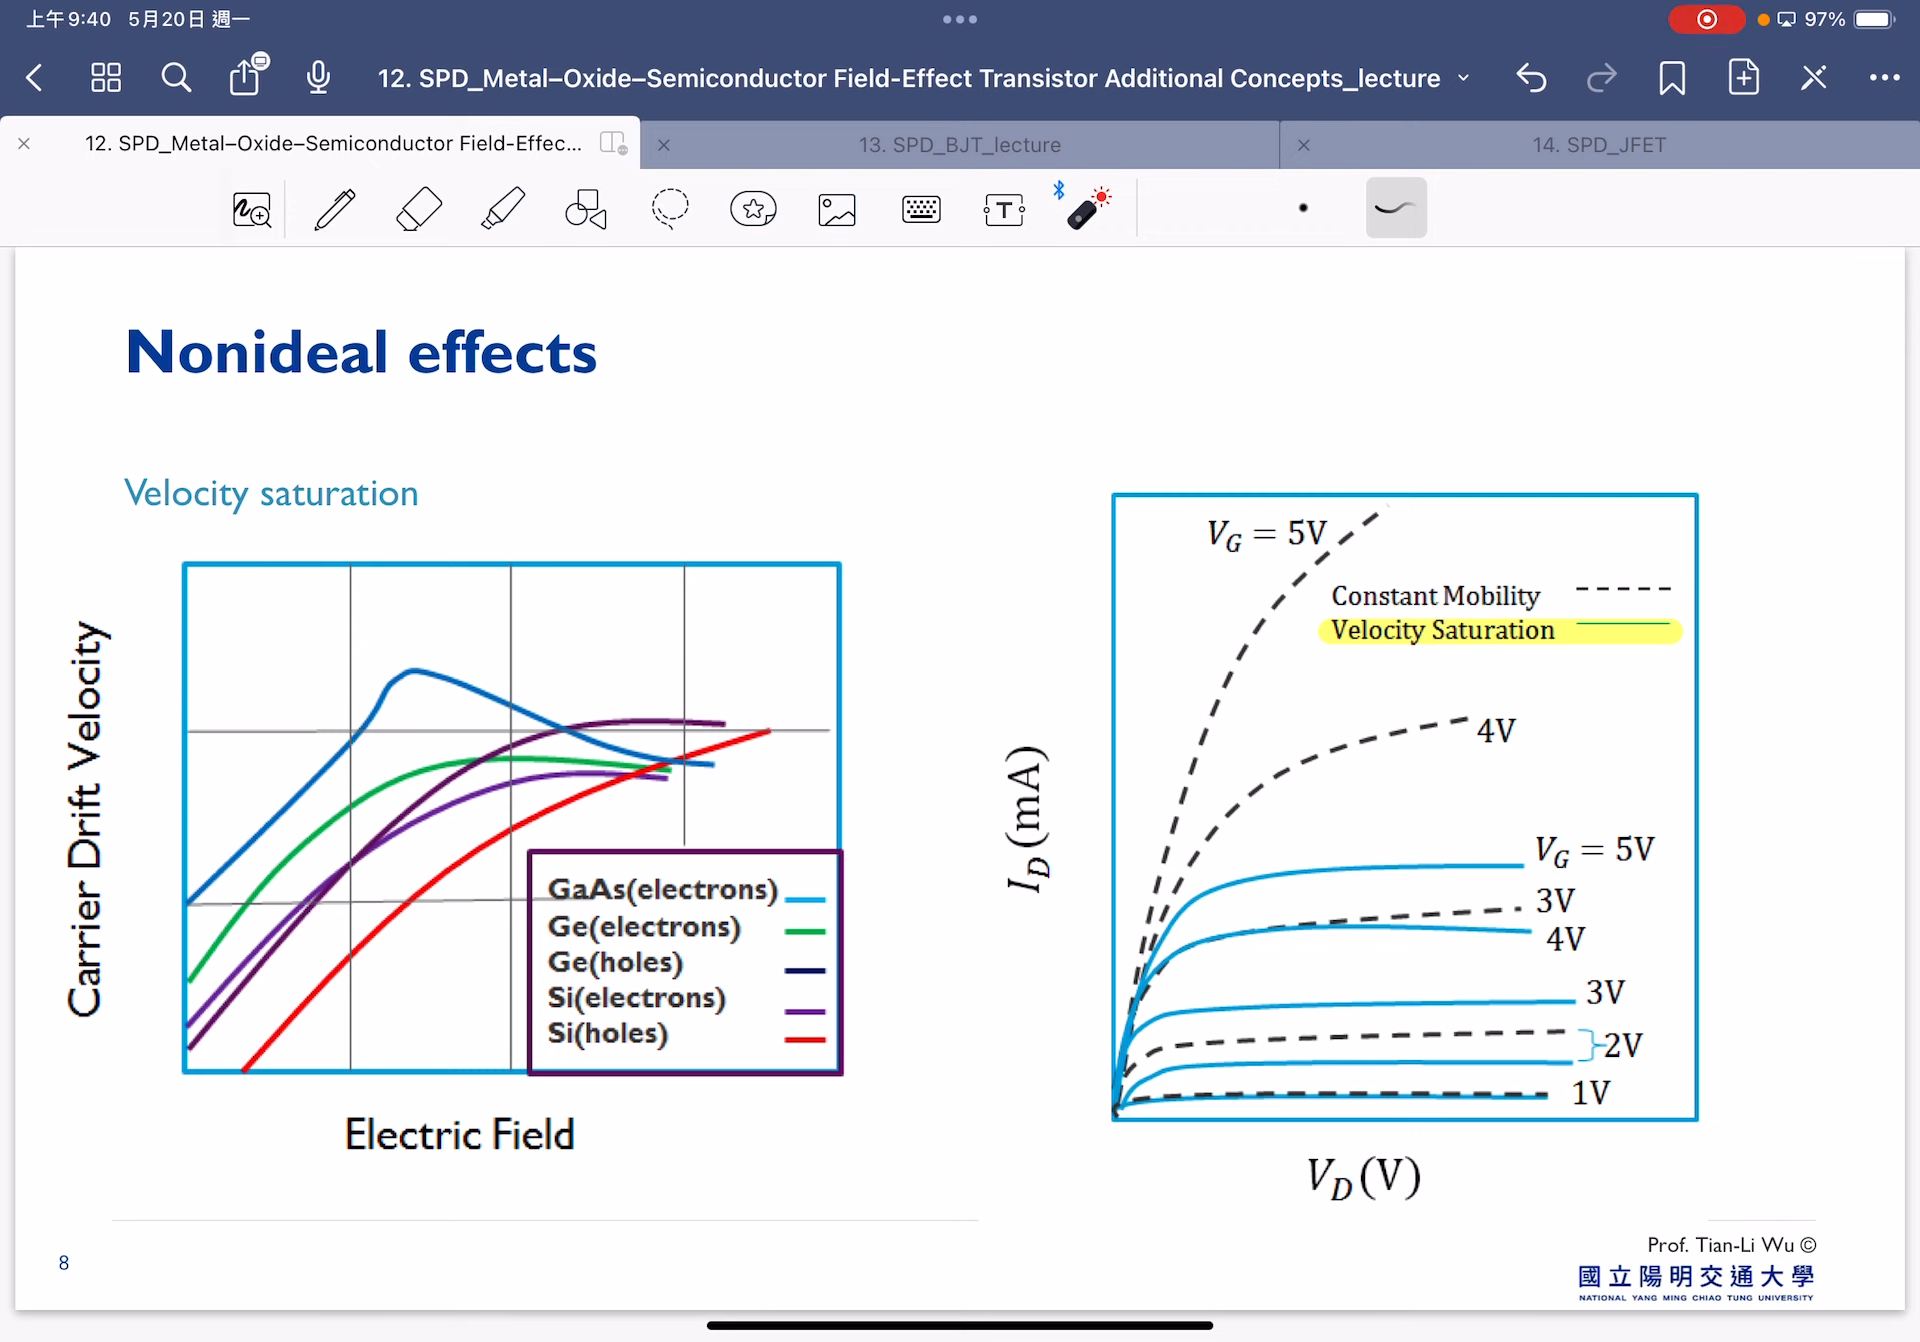 上午9:40 5月20日 週一
97%
12. SPD_Metal–Oxide–Semiconductor Field-Effect Transistor Additional Concepts_lecture
12. SPD_Metal–Oxide–Semiconductor Field-Effec...
13. SPD_BJT_lecture
14. SPD_JFET
Nonideal effects
Velocity saturation
Carrier Drift Velocity
GaAs(electrons)
Ge(electrons)
Ge(holes)
Si(electrons)
Si(holes)
Electric Field
I_D(mA)
V_G = 5V
Constant Mobility
Velocity Saturation
4V
V_G = 5V
3V
4V
3V
2V
1V
V_D(V)
8
Prof. Tian-Li Wu ©
國立陽明交通大學
NATIONAL YANG MING CHIAO TUNG UNIVERSITY